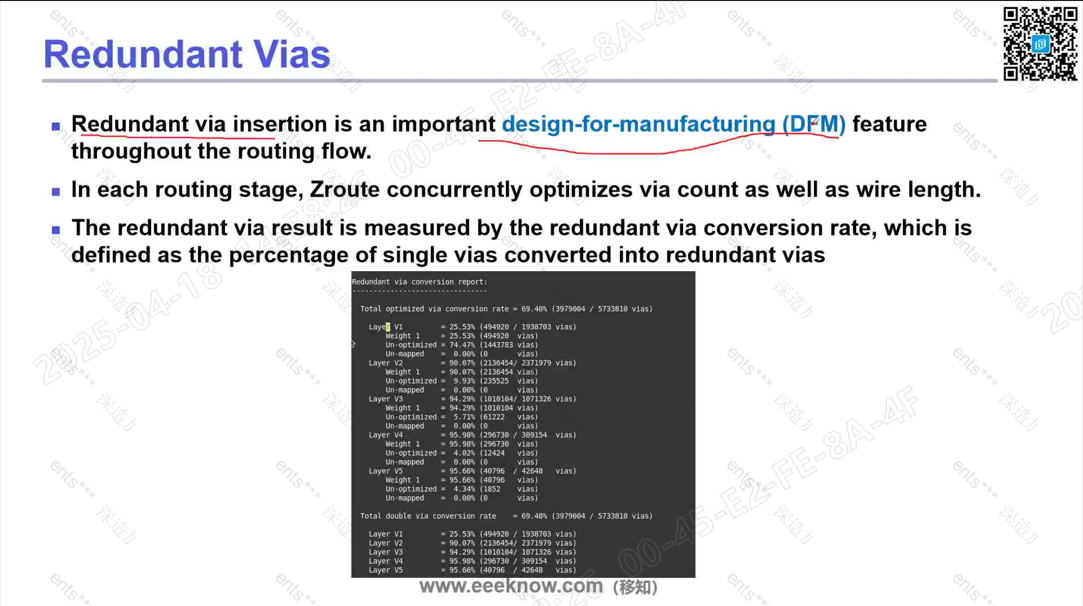 Redundant Vias
Redundant via insertion is an important design-for-manufacturing (DFM) feature
throughout the routing flow.
In each routing stage, Zroute concurrently optimizes via count as well as wire length.
The redundant via result is measured by the redundant via conversion rate, which is
defined as the percentage of single vias converted into redundant vias
Redundant via conversion report:
--------------------------------
Total optimized via conversion rate = 69.40% (3979004 / 5733810 vias)
Layer V1 = 25.53% (494920 / 1938703 vias)
Weight 1 = 25.53% (494920 vias)
Un-optimized = 74.47% (1443783 vias)
Un-mapped = 0.00% (0 vias)
Layer V2 = 90.07% (2136454/ 2371979 vias)
Weight 1 = 90.07% (2136454 vias)
Un-optimized = 9.93% (235525 vias)
Un-mapped = 0.00% (0 vias)
Layer V3 = 94.29% (1010104/ 1071326 vias)
Weight 1 = 94.29% (1010104 vias)
Un-optimized = 5.71% (61222 vias)
Un-mapped = 0.00% (0 vias)
Layer V4 = 95.98% (296730 / 309154 vias)
Weight 1 = 95.98% (296730 vias)
Un-optimized = 4.02% (12424 vias)
Un-mapped = 0.00% (0 vias)
Layer V5 = 95.66% (40796 / 42648 vias)
Weight 1 = 95.66% (40796 vias)
Un-optimized = 4.34% (1852 vias)
Un-mapped = 0.00% (0 vias)
Total double via conversion rate = 69.40% (3979004 / 5733810 vias)
Layer V1 = 25.53% (494920 / 1938703 vias)
Layer V2 = 90.07% (2136454/ 2371979 vias)
Layer V3 = 94.29% (1010104/ 1071326 vias)
Layer V4 = 95.98% (296730 / 309154 vias)
Layer V5 = 95.66% (40796 / 42648 vias)
www.eeeknow.com (移知)